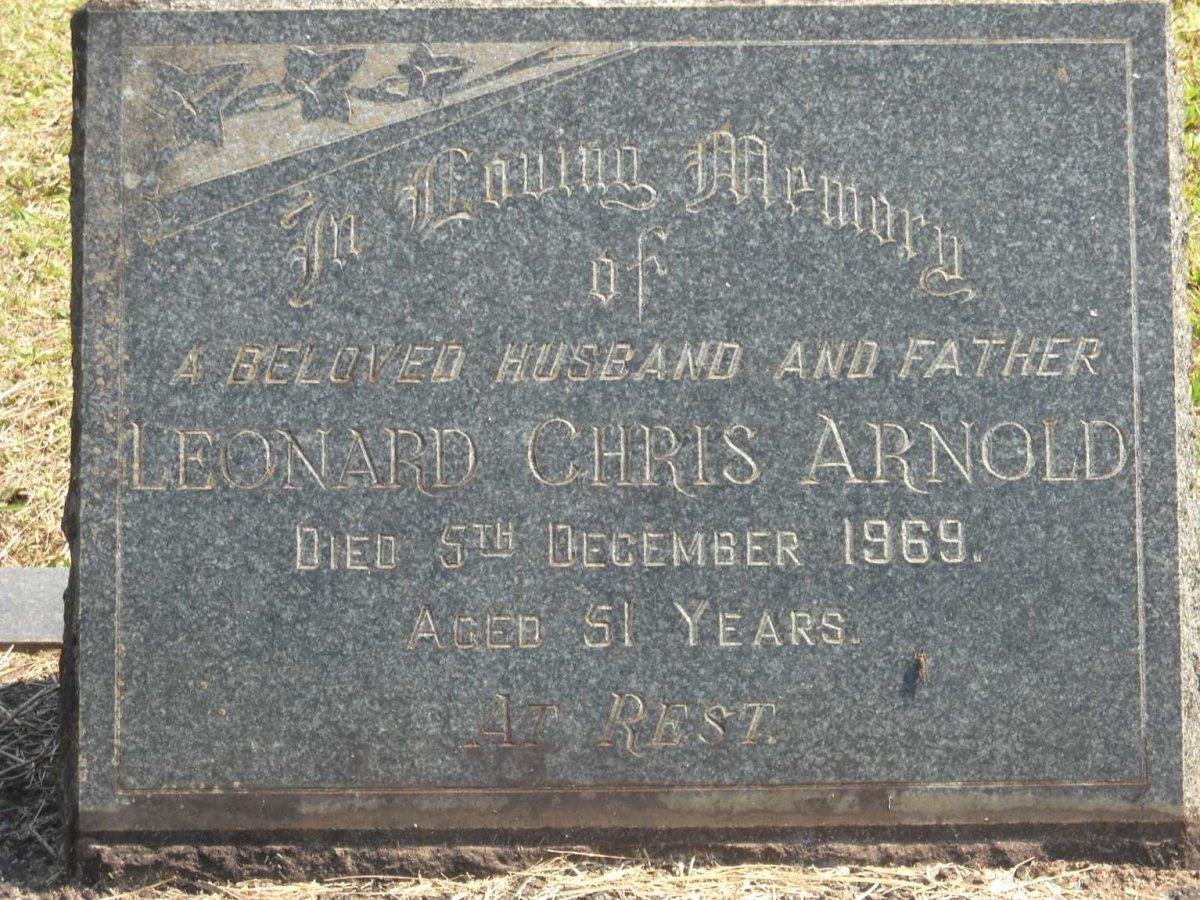 In Loving Memory
of
A BELOVED HUSBAND AND FATHER
LEONARD CHRIS ARNOLD
DIED 5TH DECEMBER 1969.
AGED 51 YEARS.
AT REST.